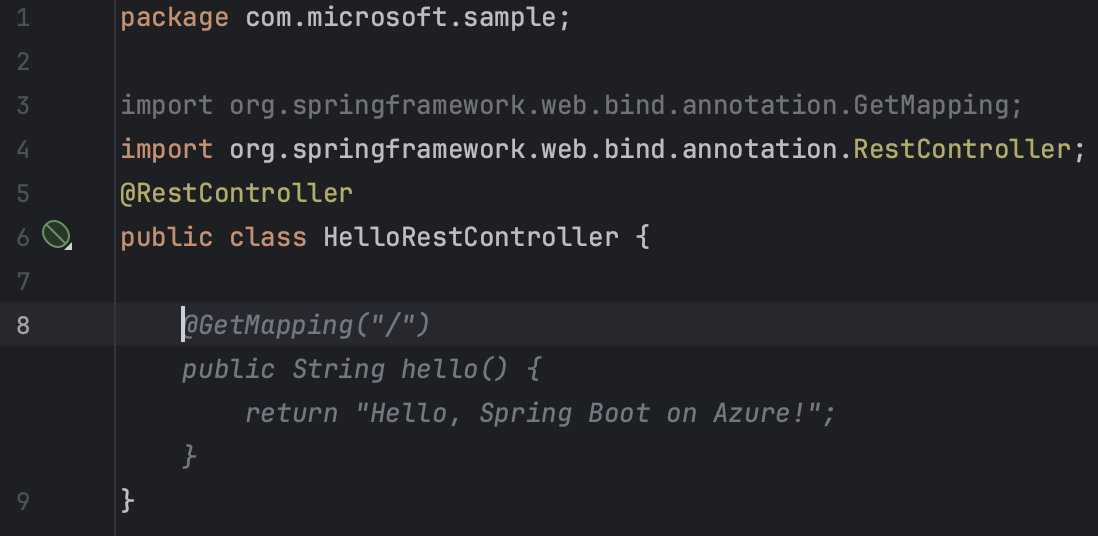 1 package com.microsoft.sample;
2
3 import org.springframework.web.bind.annotation.GetMapping;
4 import org.springframework.web.bind.annotation.RestController;
5 @RestController
6 public class HelloRestController {
7
8 @GetMapping("/")
public String hello() {
return "Hello, Spring Boot on Azure!";
}
9 }